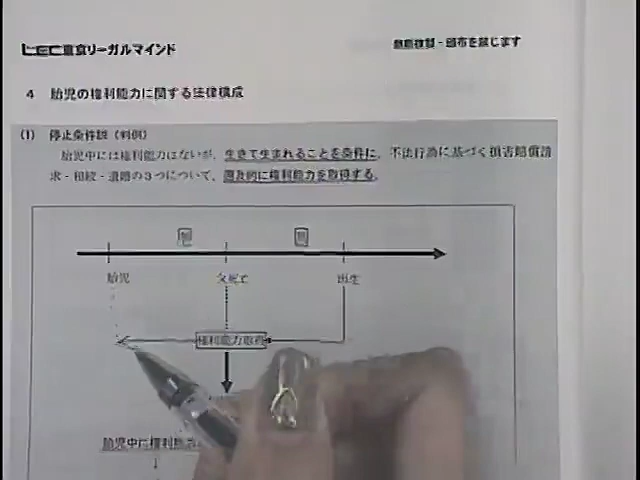 LEC東京リーガルマインド
無断複製・頒布を禁じます
4 胎児の権利能力に関する法律構成
(1) 停止条件説(判例)
胎児中には権利能力はないが、生きて生まれることを条件に、不法行為に基づく損害賠償請
求・相続・遺贈の3つについて、遡及的に権利能力を取得する。
胎児 父死亡 出生
権利能力取得
胎児中に権利能力